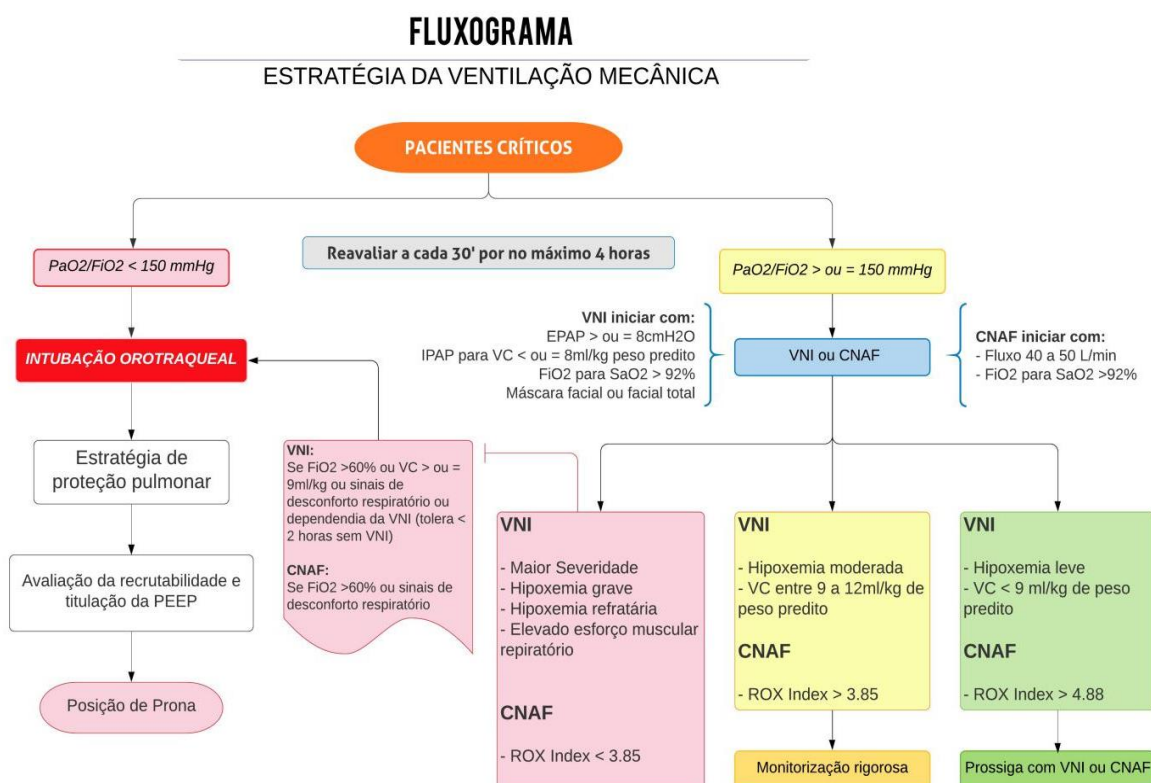 FLUXOGRAMA
ESTRATÉGIA DA VENTILAÇÃO MECÂNICA
PACIENTES CRÍTICOS
PaO2/FiO2 < 150 mmHg
Reavaliar a cada 30' por no máximo 4 horas
PaO2/FiO2 > ou = 150 mmHg
INTUBAÇÃO OROTRAQUEAL
VNI iniciar com:
EPAP > ou = 8cmH2O
IPAP para VC < ou = 8ml/kg peso predito
FiO2 para SaO2 > 92%
Máscara facial ou facial total
VNI ou CNAF
CNAF iniciar com:
- Fluxo 40 a 50 L/min
- FiO2 para SaO2 >92%
Estratégia de
proteção pulmonar
Avaliação da recrutabilidade e
titulação da PEEP
Posição de Prona
VNI:
Se FiO2 >60% ou VC > ou =
9ml/kg ou sinais de
desconforto respiratório ou
dependendia da VNI (tolera <
2 horas sem VNI)
CNAF:
Se FiO2 >60% ou sinais de
desconforto respiratório
VNI
- Maior Severidade
- Hipoxemia grave
- Hipoxemia refratária
- Elevado esforço muscular
repiratório
CNAF
- ROX Index < 3.85
VNI
- Hipoxemia moderada
- VC entre 9 a 12ml/kg de
peso predito
CNAF
- ROX Index > 3.85
Monitorização rigorosa
VNI
- Hipoxemia leve
- VC < 9 ml/kg de peso
predito
CNAF
- ROX Index > 4.88
Prossiga com VNI ou CNAF